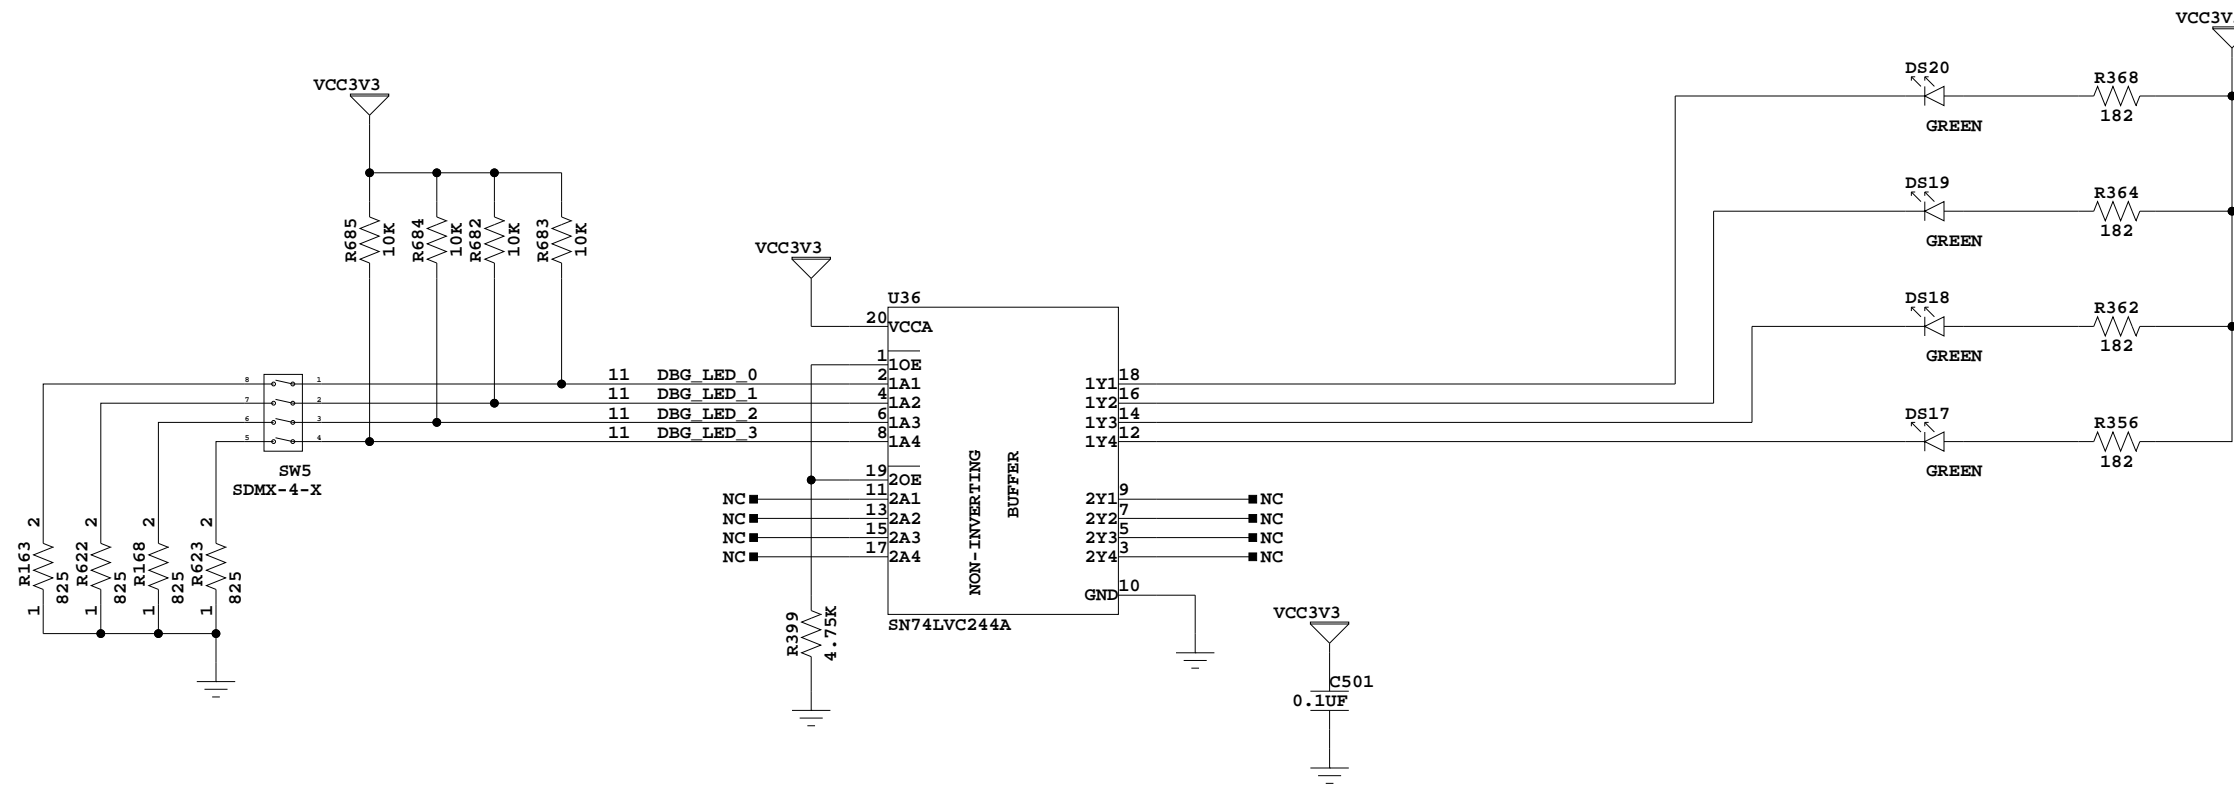 VCC3V
DS20
R368
GREEN
182
VCC3V3
R685
10K
R684
10K
R682
10K
R683
10K
DS19
R364
GREEN
182
VCC3V3
U36
20
VCCA
1
1OE
8
1
11
DBG_LED_0
2
1A1
1Y1
18
7
2
11
DBG_LED_1
4
1A2
1Y2
16
6
3
11
DBG_LED_2
6
1A3
1Y3
14
5
4
11
DBG_LED_3
8
1A4
1Y4
12
DS18
R362
GREEN
182
DS17
R356
GREEN
182
SW5
SDMX-4-X
19
2OE
NC
11
2A1
2Y1
9
NC
NC
13
2A2
2Y2
7
NC
NC
15
2A3
2Y3
5
NC
NC
17
2A4
2Y4
3
NC
NON-INVERTING
BUFFER
GND
10
SN74LVC244A
2
R163
825
1
2
R622
825
1
2
R168
825
1
2
R623
825
1
R399
4.75K
VCC3V3
C501
0.1UF